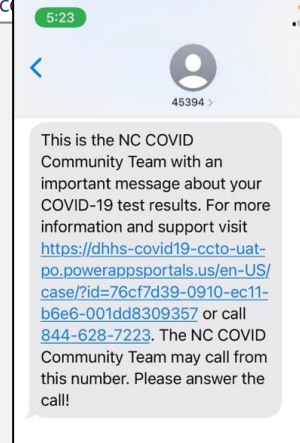 5:23
45394 >
This is the NC COVID
Community Team with an
important message about your
COVID-19 test results. For more
information and support visit
https://dhhs-covid19-ccto-uat-
po.powerappsportals.us/en-US/
case/?id=76cf7d39-0910-ec11-
b6e6-001dd8309357 or call
844-628-7223. The NC COVID
Community Team may call from
this number. Please answer the
call!